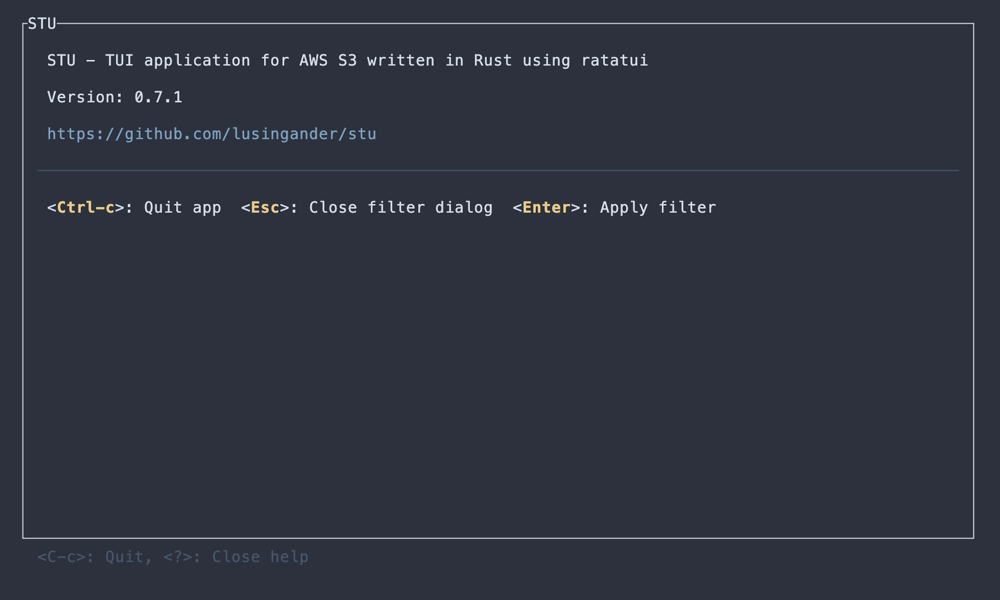 STU
STU - TUI application for AWS S3 written in Rust using ratatui
Version: 0.7.1
https://github.com/lusingander/stu
<Ctrl-c>: Quit app  <Esc>: Close filter dialog  <Enter>: Apply filter
<C-c>: Quit, <?>: Close help